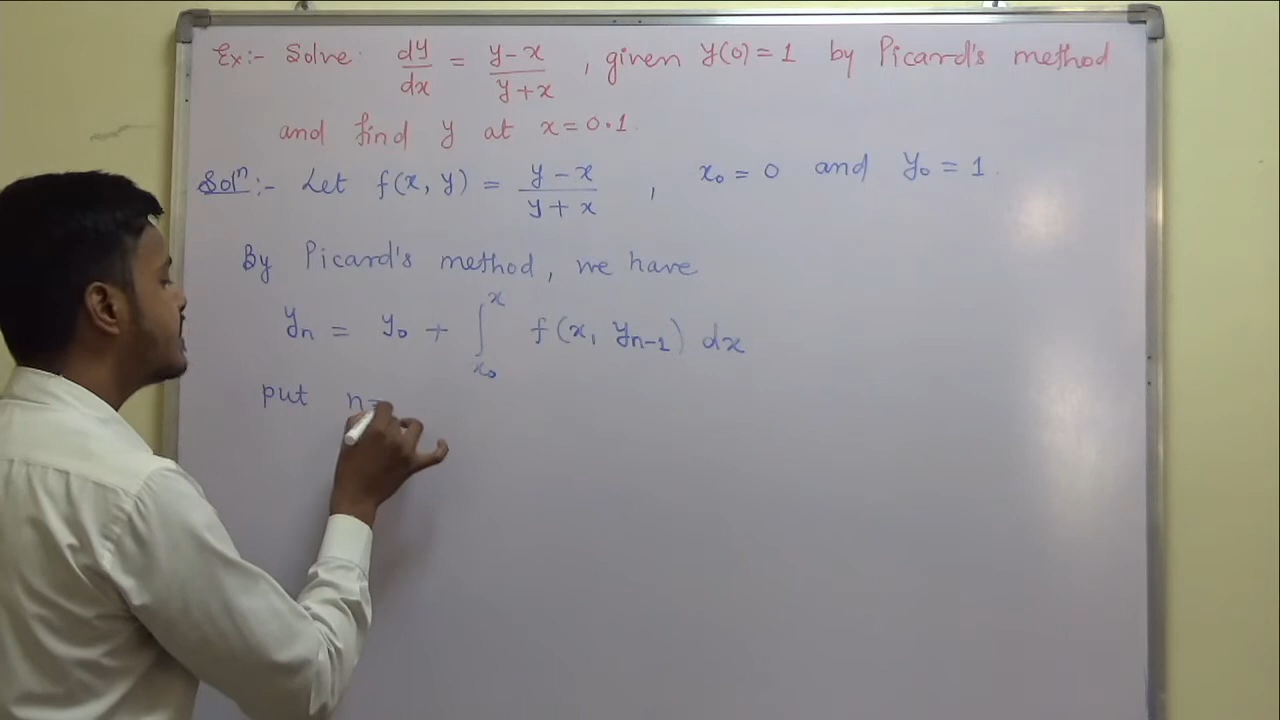 Ex:- Solve dy/dx = y-x/y+x , given y(0)=1 by Picard's method
and find y at x=0.1
Solⁿ:- Let f(x, y) = y-x/y+x , x₀ = 0 and y₀ = 1.
By Picard's method, we have
yₙ = y₀ + ∫ₓ₀ˣ f(x, yₙ₋₁) dx
put n=